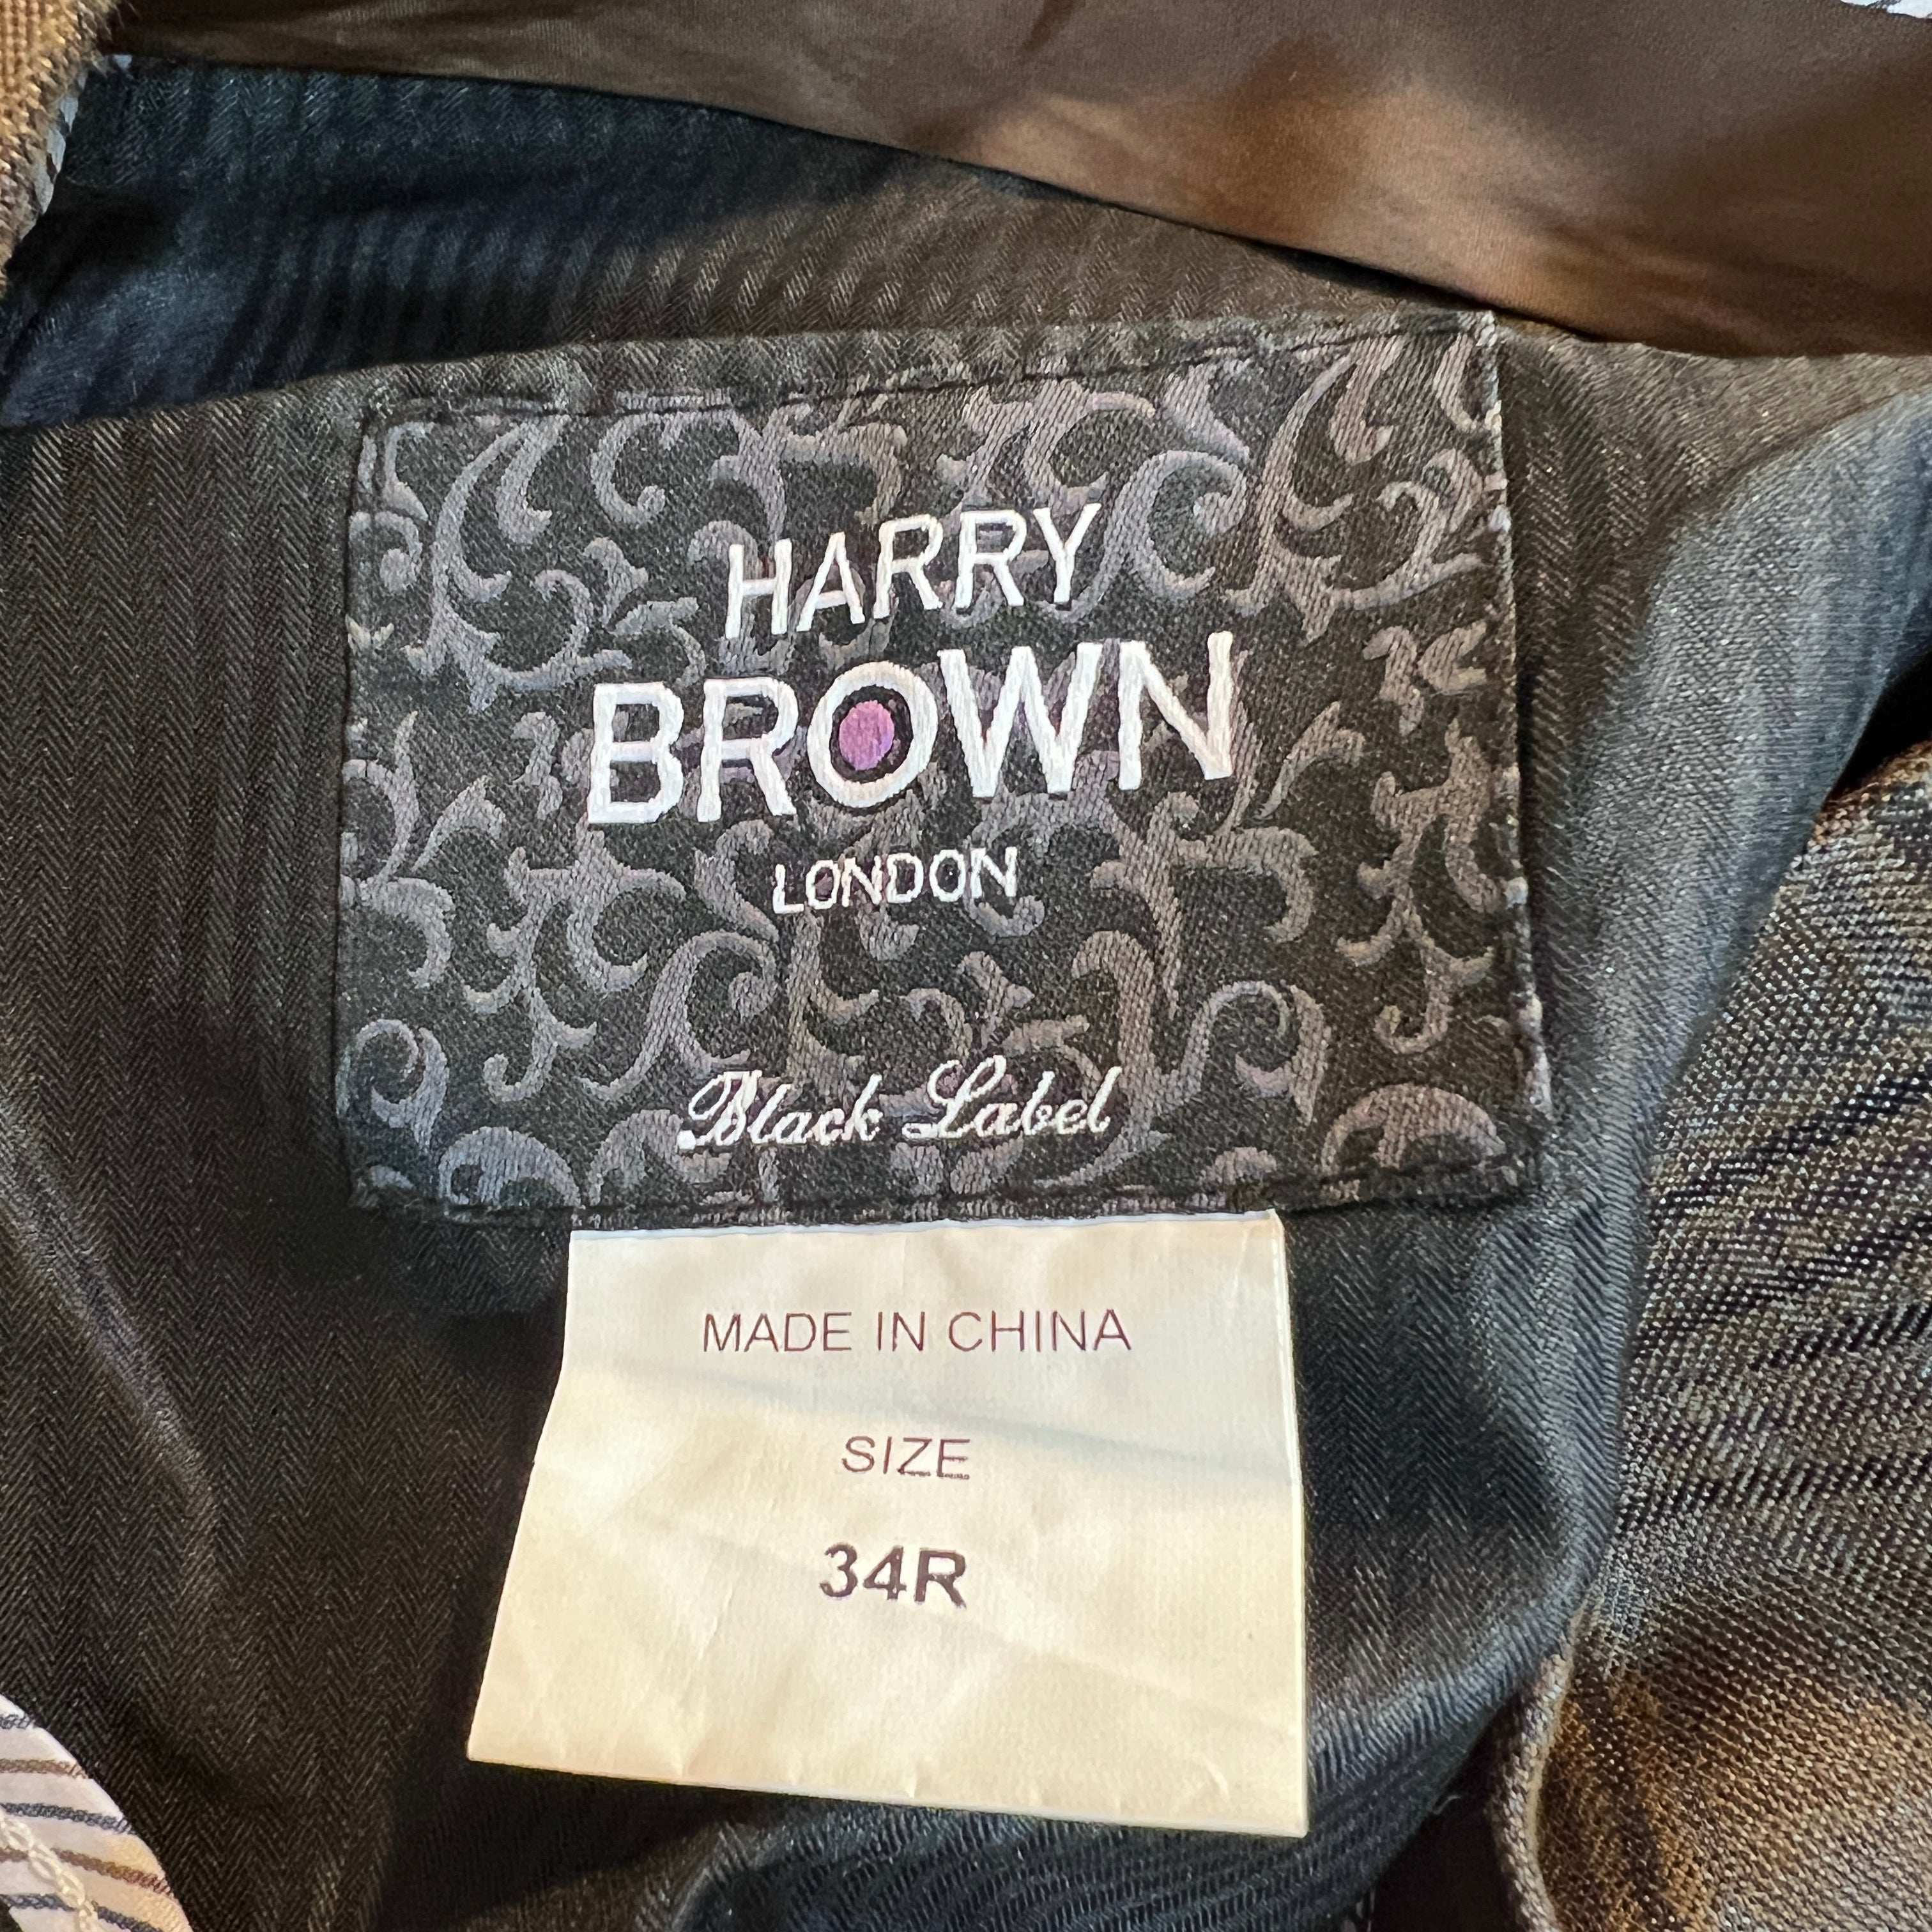 HARRY
BROWN
LONDON
Black Label
MADE IN CHINA
SIZE
34R